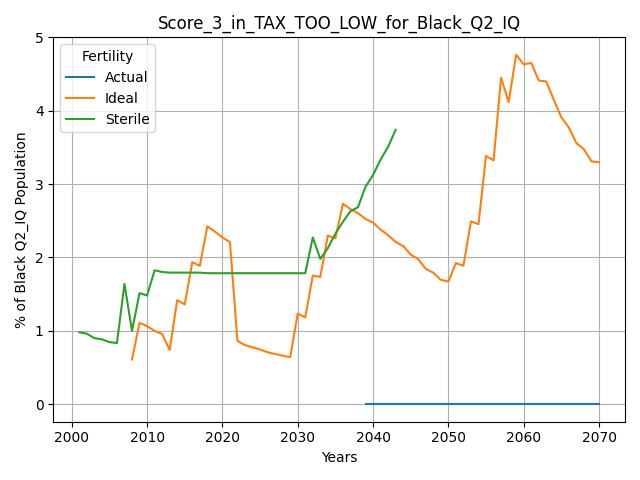 Score_3_in_TAX_TOO_LOW_for_Black_Q2_IQ
Fertility
Actual
Ideal
Sterile
% of Black Q2_IQ Population
5
4
3
2
1
0
2000 2010 2020 2030 2040 2050 2060 2070
Years